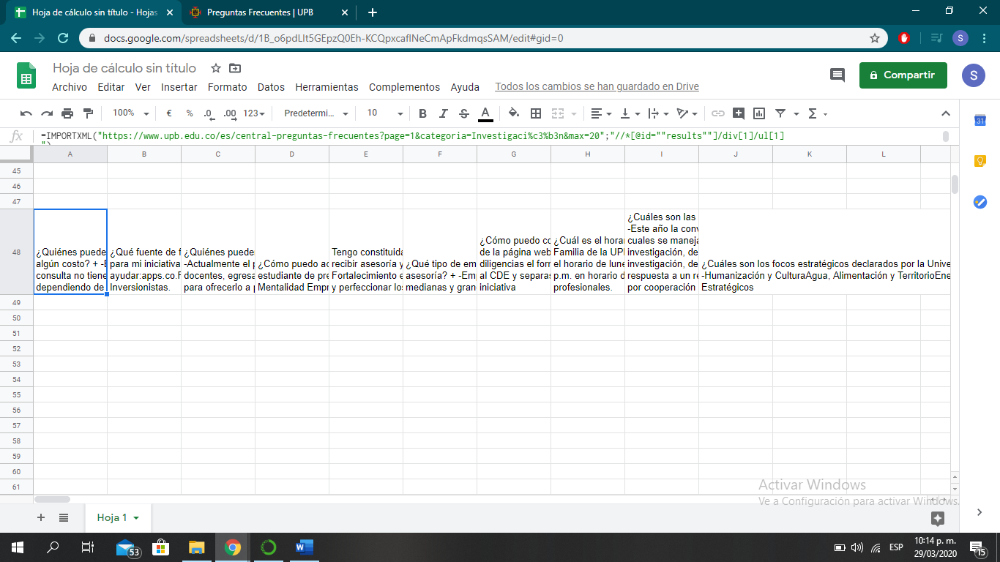 Hoja de cálculo sin título - Hojas
Preguntas Frecuentes | UPB
docs.google.com/spreadsheets/d/1B_o6pdLIt5GEpzQ0Eh-KCQpxcaflNeCmApFkdmqsSAM/edit#gid=0
S
Hoja de cálculo sin título
Compartir
S
Archivo Editar Ver Insertar Formato Datos Herramientas Complementos Ayuda Todos los cambios se han guardado en Drive
100% € % .0 .00 123 Predetermi... 10 B I S A Σ
31
fx =IMPORTXML("https://www.upb.edu.co/es/central-preguntas-frecuentes?page=1&categoria=Investigaci%c3%b3n&max=20";"//*[@id=""results""]/div[1]/ul[1]
")
A B C D E F G H I J K L
45
46
47
48
¿Quiénes puede
algún costo? + -E
consulta no tiene
dependiendo de
¿Qué fuente de f
para mi iniciativa
ayudar:apps.co.F
Inversionistas.
¿Quiénes puede
-Actualmente el p
docentes, egresa
para ofrecerlo a p
¿Cómo puedo ac
estudiante de pre
Mentalidad Empr
Tengo constituida
recibir asesoría y
Fortalecimiento e
y perfeccionar lo
¿Qué tipo de em
asesoría? + -Emp
medianas y gran
¿Cómo puedo co
de la página web
diligencias el forn
al CDE y separas
iniciativa
¿Cuál es el horar
Familia de la UPI
el horario de lune
p.m. en horario d
profesionales.
¿Cuáles son las
-Este año la conv
cuales se maneja
investigación, de
investigación, de
respuesta a un re
por cooperación
¿Cuáles son los focos estratégicos declarados por la Unive
-Humanización y CulturaAgua, Alimentación y TerritorioEne
Estratégicos
49
50
51
52
53
54
55
56
57
58
59
60
61
Activar Windows
Ve a Configuración para activar Windows.
Hoja 1
53
ESP
10:14 p. m.
29/03/2020
15